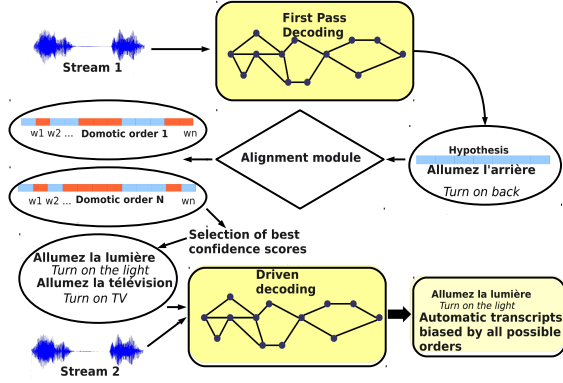 First Pass
Decoding
Stream 1
w1 w2 ... Domotic order 1 wn
Alignment module
Hypothesis
Allumez l'arrière
Turn on back
w1 w2 ... Domotic order N wn
Selection of best
confidence scores
Allumez la lumière
Turn on the light
Allumez la télévision
Turn on TV
Driven
decoding
Allumez la lumière
Turn on the light
Automatic transcripts
biased by all possible
orders
Stream 2